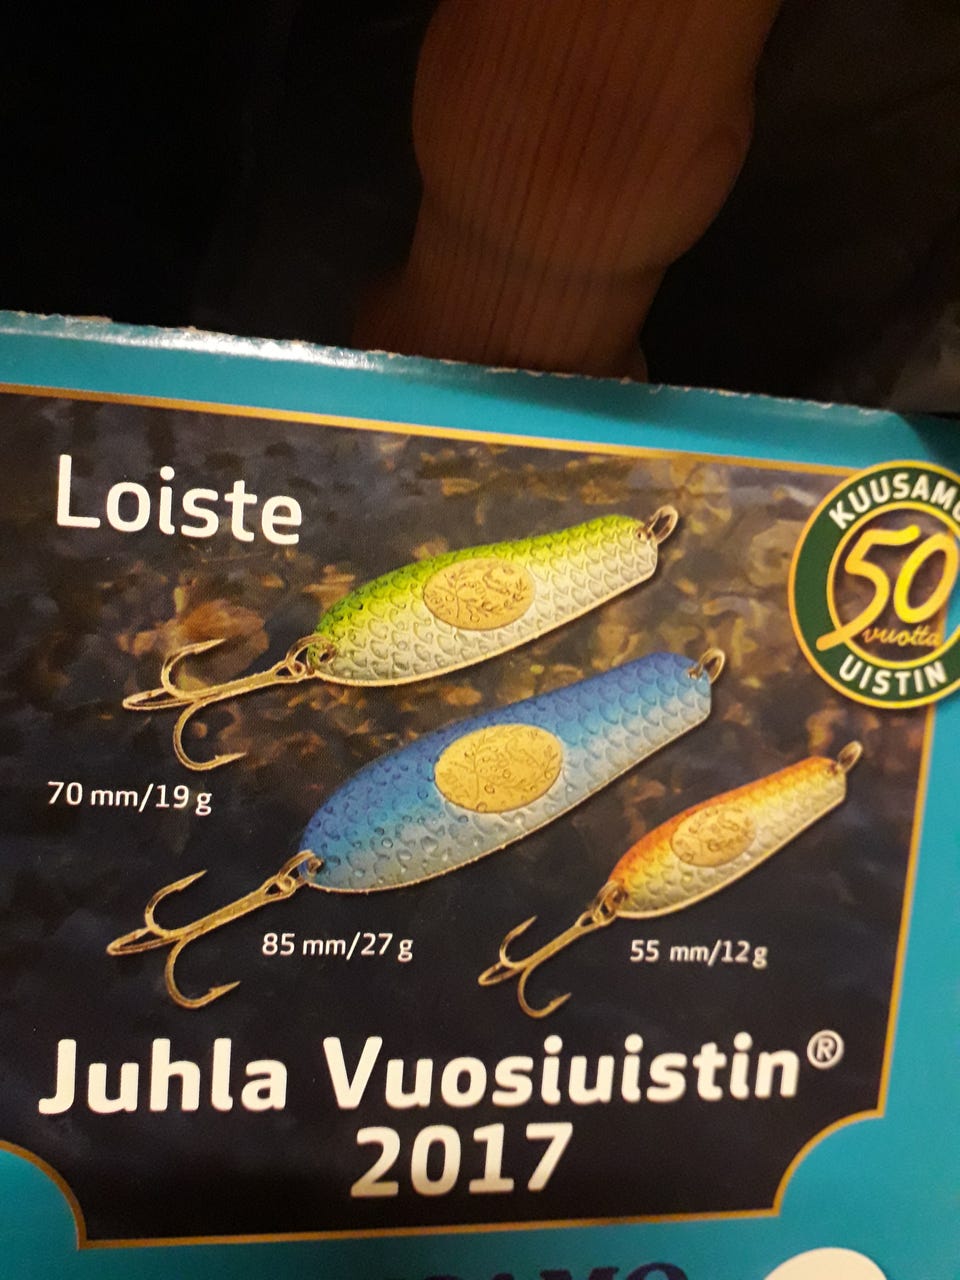 Loiste
KUUSAMO
50
vuotta
UISTIN
70 mm/19 g
85 mm/27 g
55 mm/12 g
Juhla Vuosiuistin®
2017